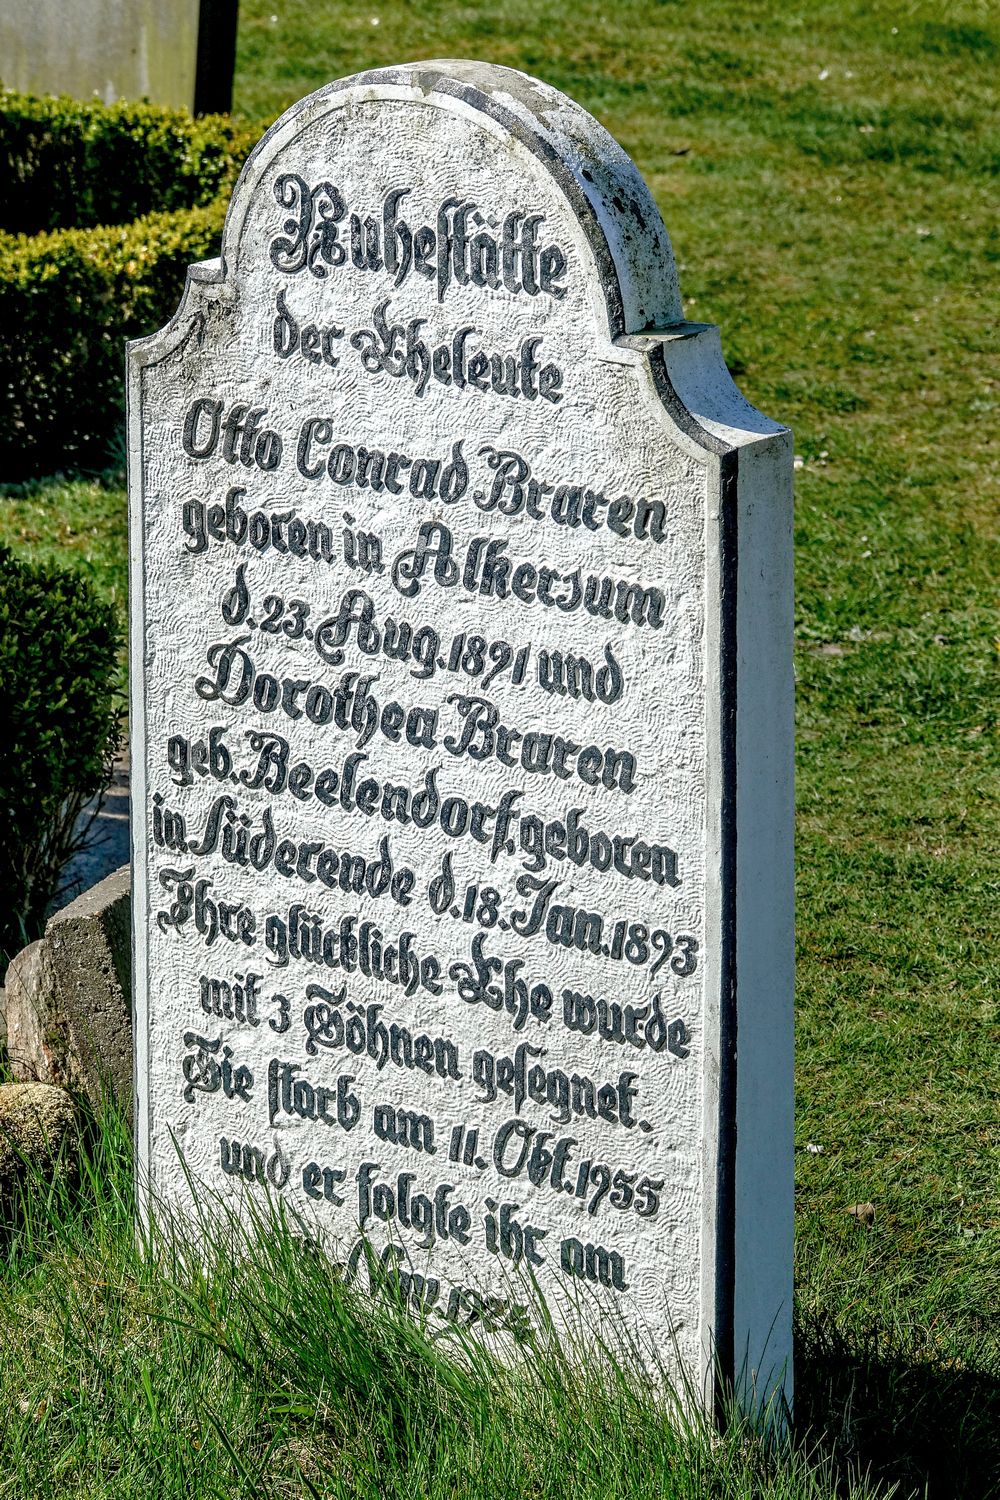 Ruhestätte
der Eheleute
Otto Conrad Braren
geboren in Alkersum
d. 23. Aug. 1891 und
Dorothea Braren
geb. Beelendorf, geboren
in Süderende d. 18. Jan. 1893
Ihre glückliche Ehe wurde
mit 3 Söhnen gesegnet.
Sie starb am 11. Okt. 1955
und er folgte ihr am
Nov.